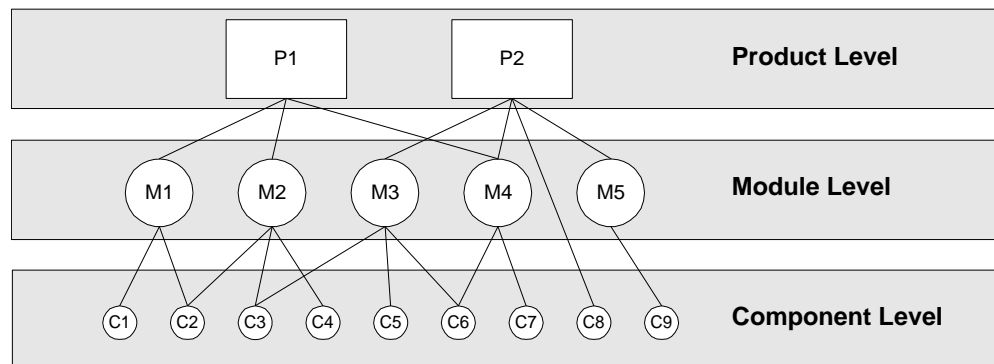 P1 P2 Product Level
M1 M2 M3 M4 M5 Module Level
C1 C2 C3 C4 C5 C6 C7 C8 C9 Component Level